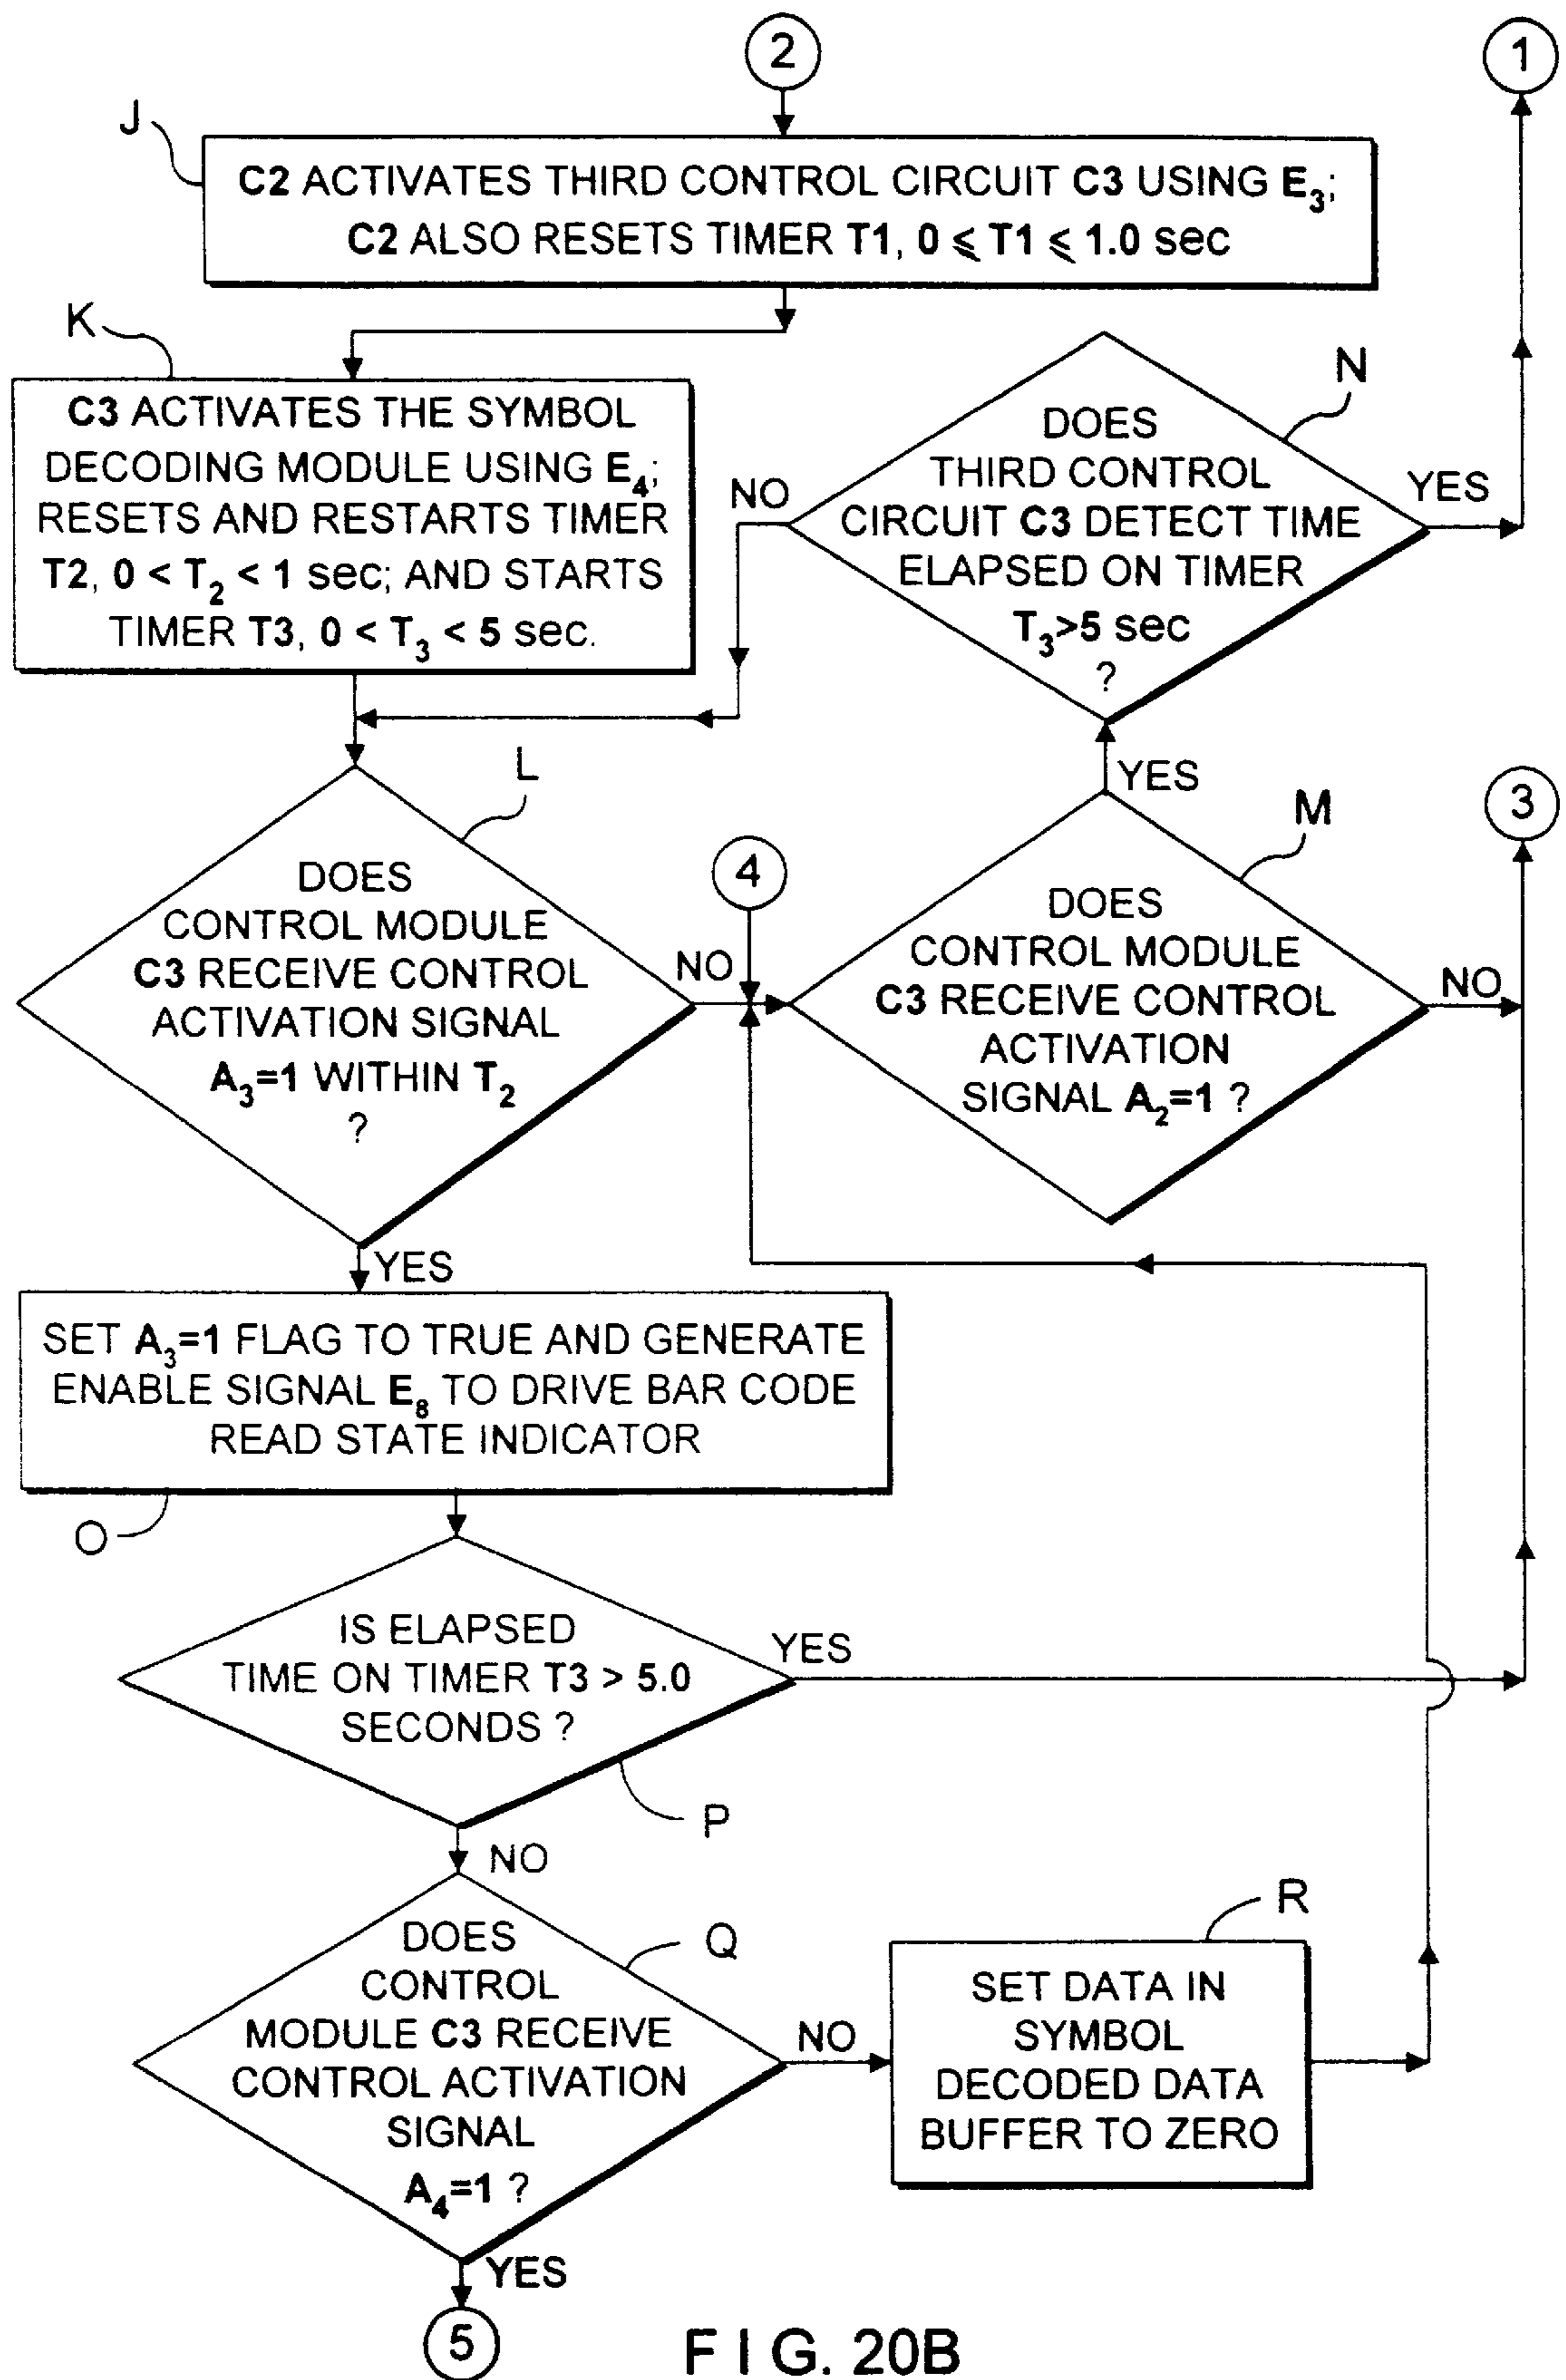 2
1
J
C2 ACTIVATES THIRD CONTROL CIRCUIT C3 USING E3;
C2 ALSO RESETS TIMER T1, 0 ⩽ T1 ⩽ 1.0 sec
K
C3 ACTIVATES THE SYMBOL
DECODING MODULE USING E4;
RESETS AND RESTARTS TIMER
T2, 0 < T2 < 1 sec; AND STARTS
TIMER T3, 0 < T3 < 5 sec.
N
DOES
THIRD CONTROL
CIRCUIT C3 DETECT TIME
ELAPSED ON TIMER
T3>5 sec
?
NO
YES
L
DOES
CONTROL MODULE
C3 RECEIVE CONTROL
ACTIVATION SIGNAL
A3=1 WITHIN T2
?
NO
4
YES
M
3
DOES
CONTROL MODULE
C3 RECEIVE CONTROL
ACTIVATION
SIGNAL A2=1 ?
NO
YES
SET A3=1 FLAG TO TRUE AND GENERATE
ENABLE SIGNAL E8 TO DRIVE BAR CODE
READ STATE INDICATOR
O
IS ELAPSED
TIME ON TIMER T3 > 5.0
SECONDS ?
YES
P
NO
DOES
CONTROL
MODULE C3 RECEIVE
CONTROL ACTIVATION
SIGNAL
A4=1 ?
Q
NO
R
SET DATA IN
SYMBOL
DECODED DATA
BUFFER TO ZERO
YES
5
FIG. 20B